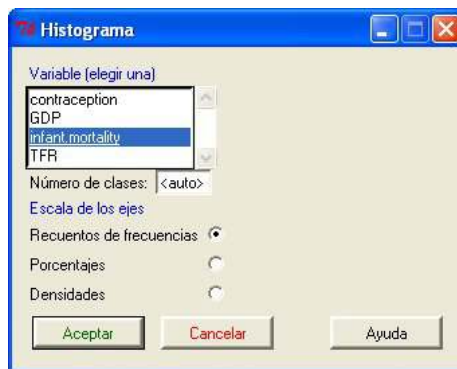 Histograma
Variable (elegir una)
contraception
GDP
infant.mortality
TFR
Número de clases: <auto>
Escala de los ejes
Recuentos de frecuencias
Porcentajes
Densidades
Aceptar Cancelar Ayuda